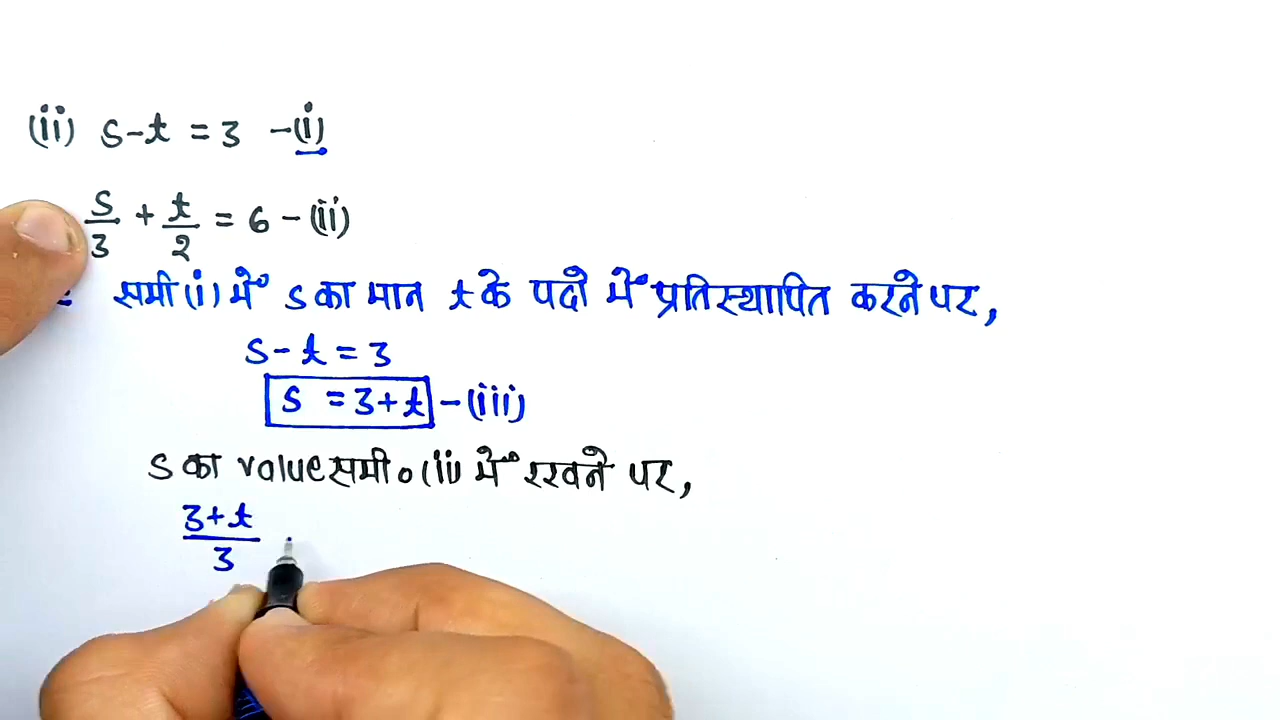 (ii) s-t = 3 -(i)
s/3 + t/2 = 6 - (ii)
समी(i) में s का मान t के पदो में प्रतिस्थापित करने पर,
s - t = 3
s = 3+t -(iii)
s का value समी० (ii) में रखने पर,
3+t/3